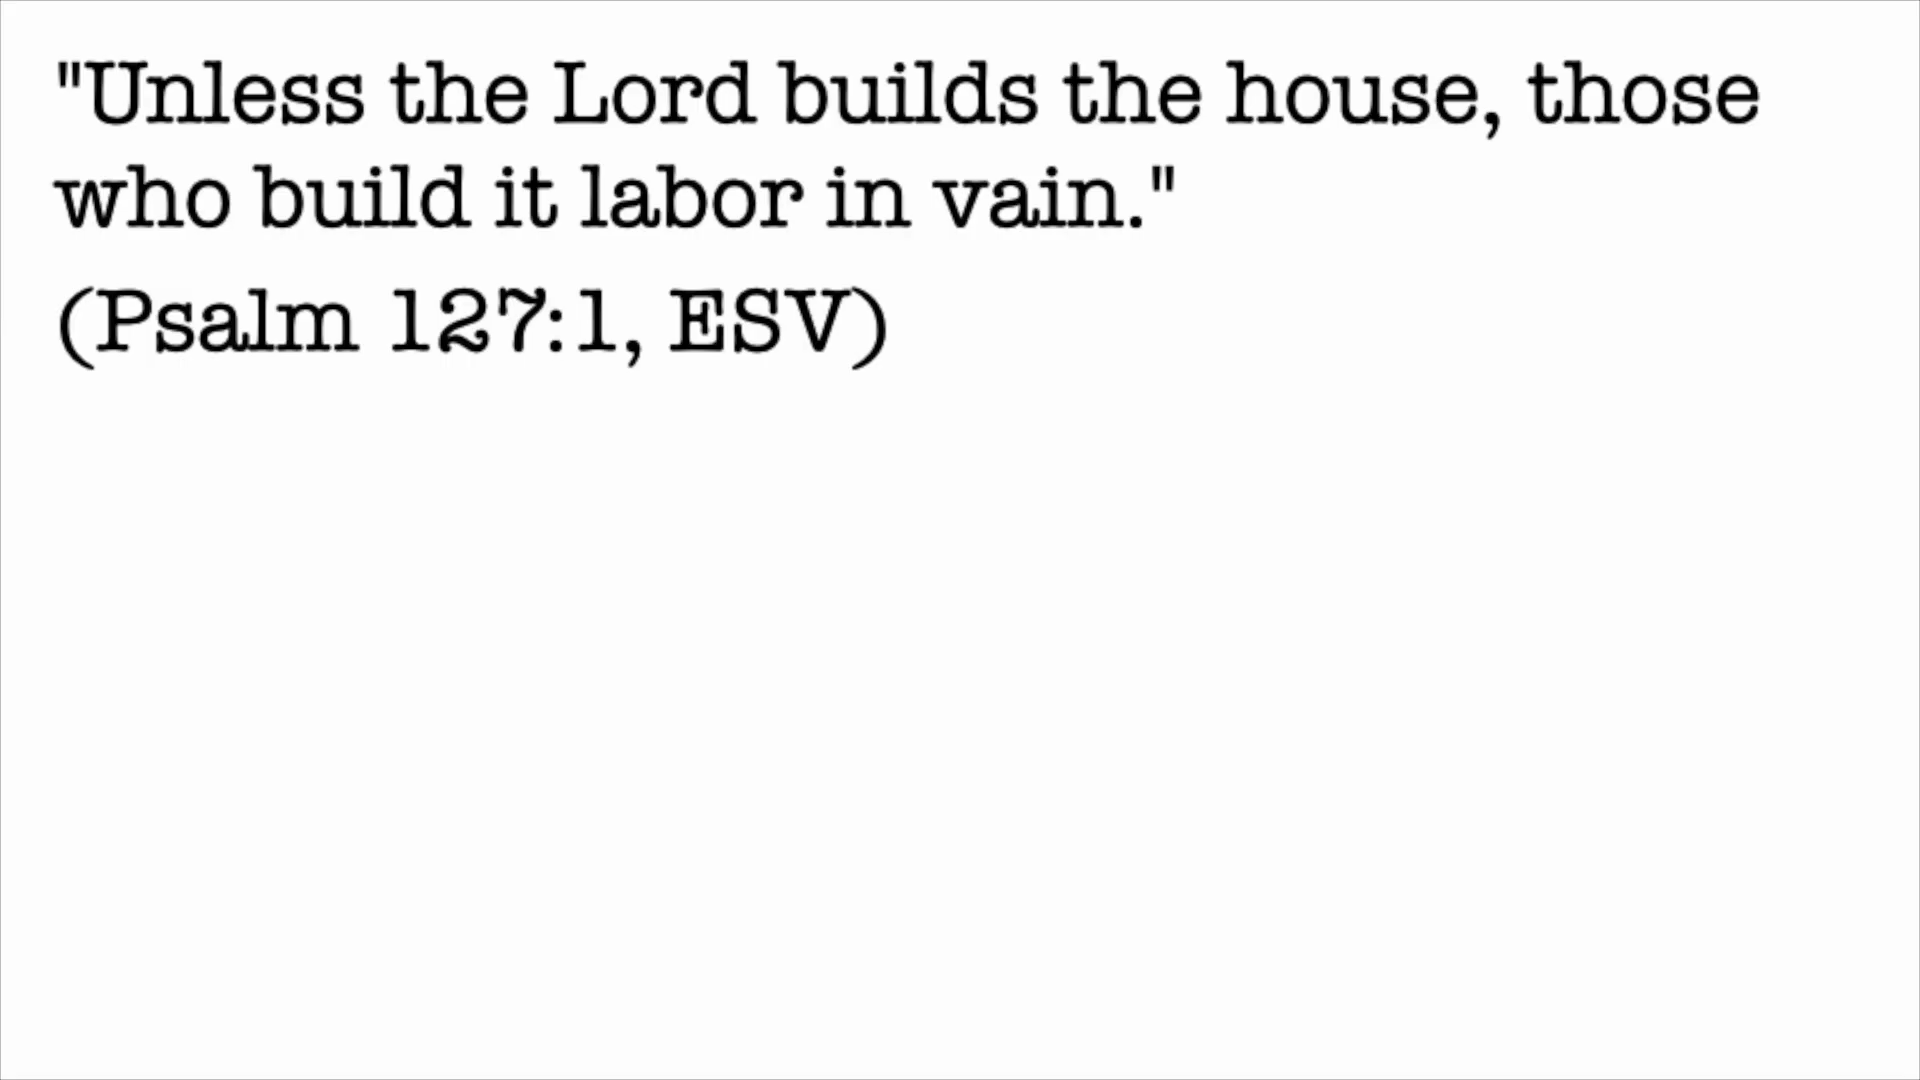 "Unless the Lord builds the house, those
who build it labor in vain."
(Psalm 127:1, ESV)